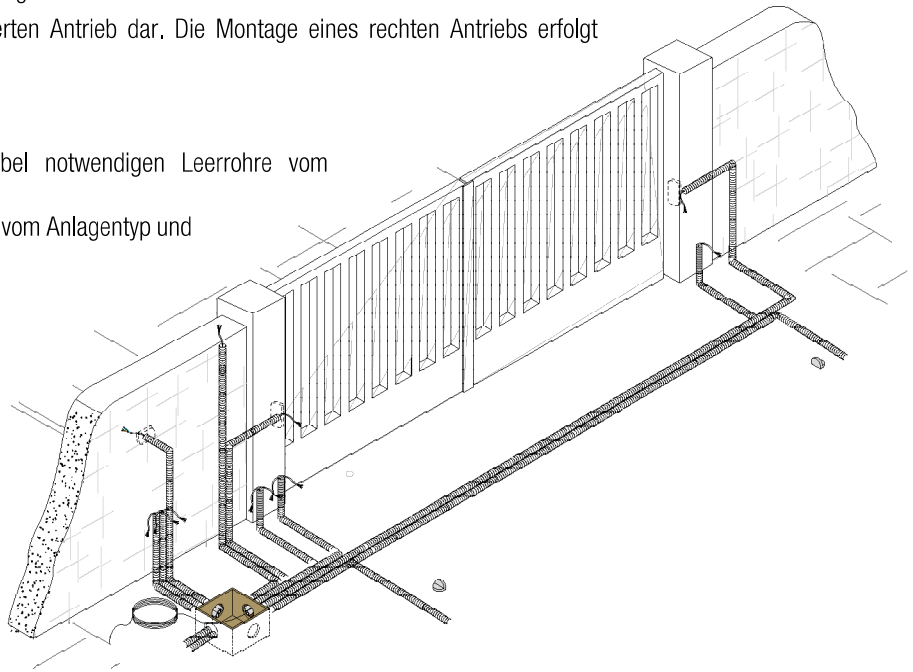 erten Antrieb dar. Die Montage eines rechten Antriebs erfolgt
bel notwendigen Leerrohre vom
vom Anlagentyp und